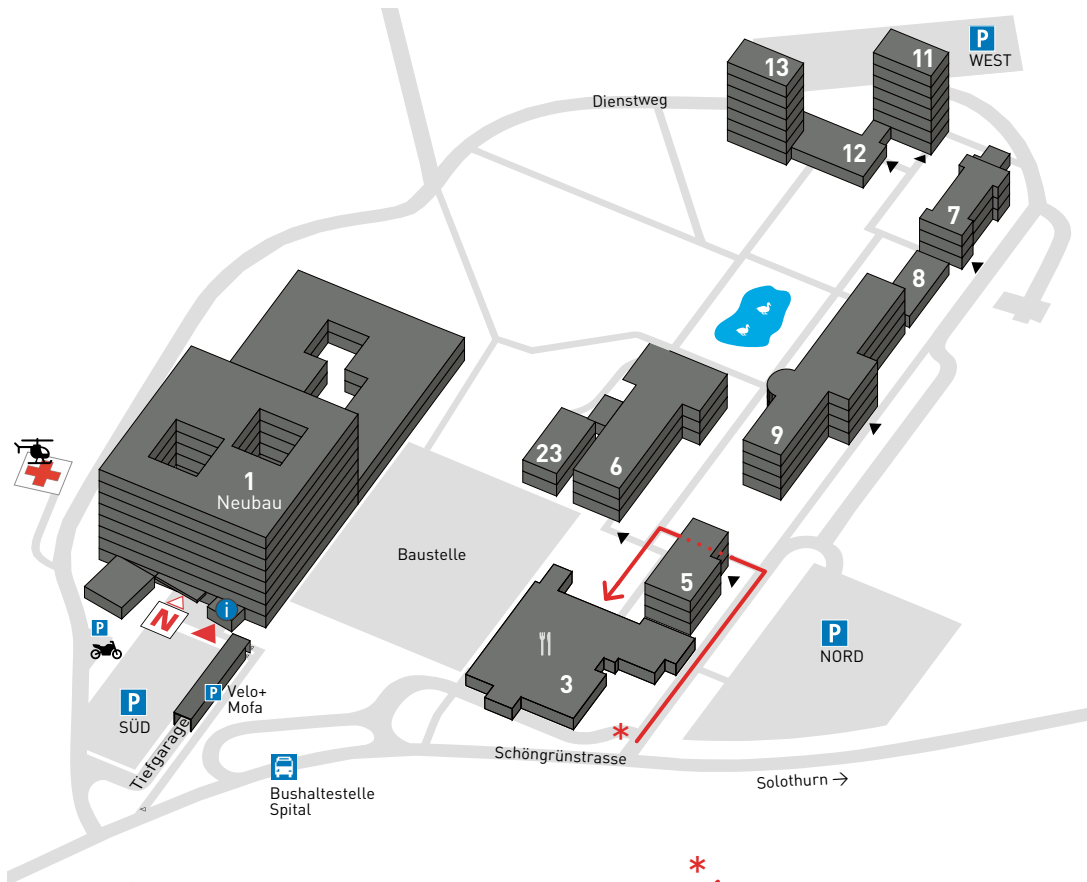 13
11
P
WEST
Dienstweg
12
7
8
1
Neubau
23
6
9
Baustelle
5
i
N
P
3
P
NORD
P
SÜD
P Velo+
Mofa
Tiefgarage
*
Schöngrünstrasse
Solothurn →
Bushaltestelle
Spital
*